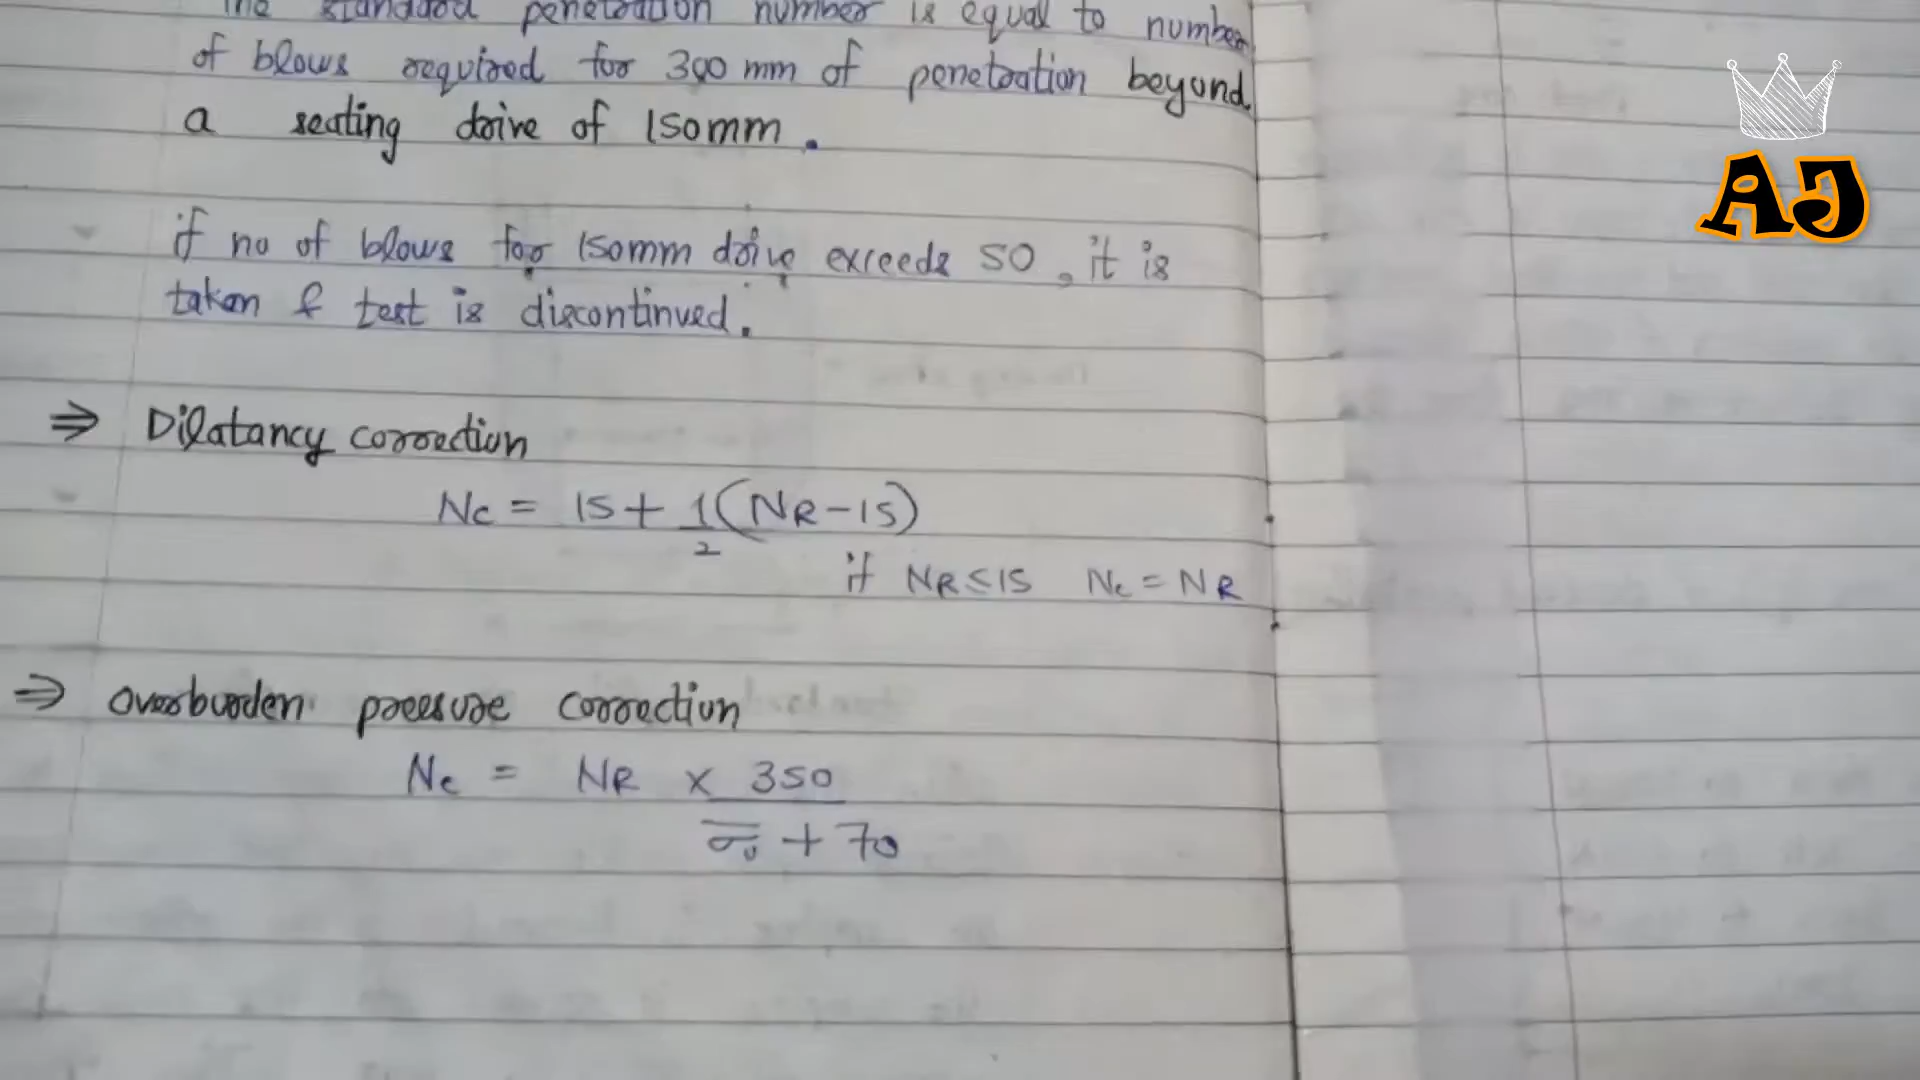 The standard penetration number is equal to number
of blows required for 300 mm of penetration beyond
a seating drive of 150mm.
if no of blows for 150mm drive exceeds 50, it is
taken & test is discontinued.
⇒ Dilatancy correction
Nc = 15 + 1/2 (NR - 15)
if NR ≤ 15 Nc = NR
⇒ overburden pressure correction
Nc = NR × 350
σ̅v + 70
AJ